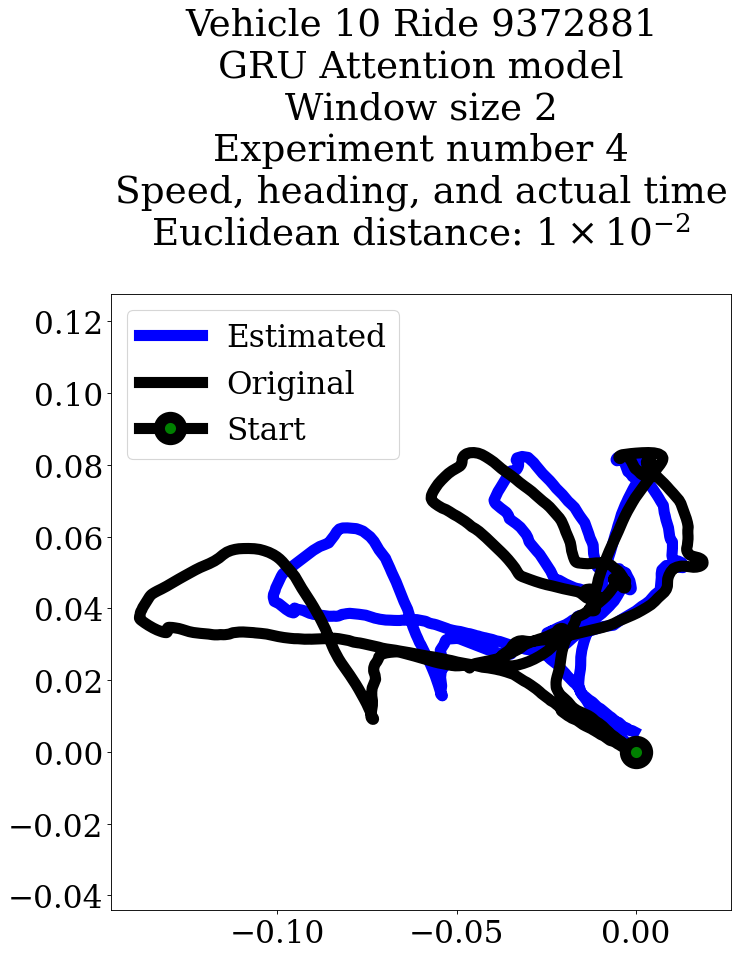 Vehicle 10 Ride 9372881
GRU Attention model
Window size 2
Experiment number 4
Speed, heading, and actual time
Euclidean distance: 1 × 10⁻²
Estimated
Original
Start
0.12
0.10
0.08
0.06
0.04
0.02
0.00
−0.02
−0.04
−0.10
−0.05
0.00